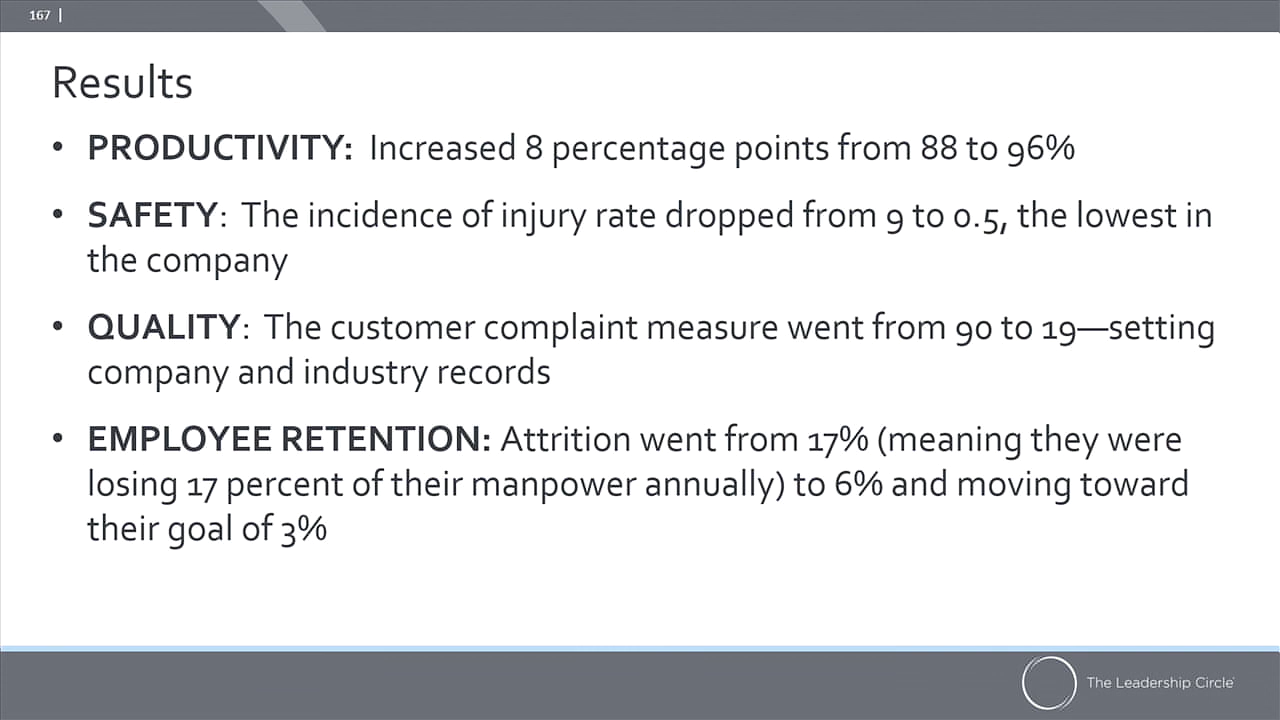 167 |
Results
• PRODUCTIVITY: Increased 8 percentage points from 88 to 96%
• SAFETY: The incidence of injury rate dropped from 9 to 0.5, the lowest in
the company
• QUALITY: The customer complaint measure went from 90 to 19—setting
company and industry records
• EMPLOYEE RETENTION: Attrition went from 17% (meaning they were
losing 17 percent of their manpower annually) to 6% and moving toward
their goal of 3%
The Leadership Circle